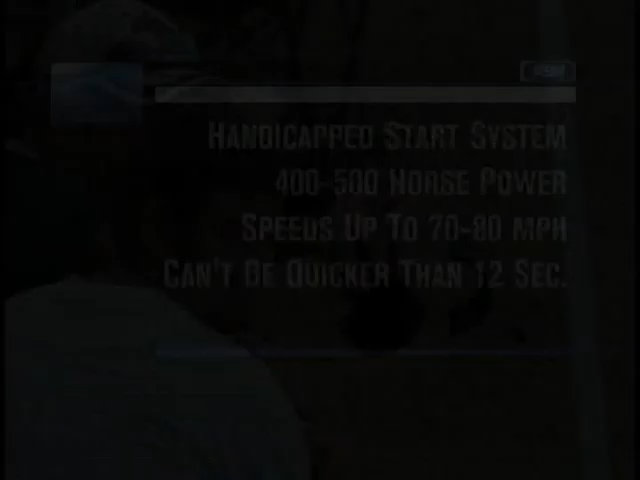 HANDICAPPED START SYSTEM
400-500 HORSE POWER
SPEEDS UP TO 70-80 MPH
CAN'T BE QUICKER THAN 12 SEC.